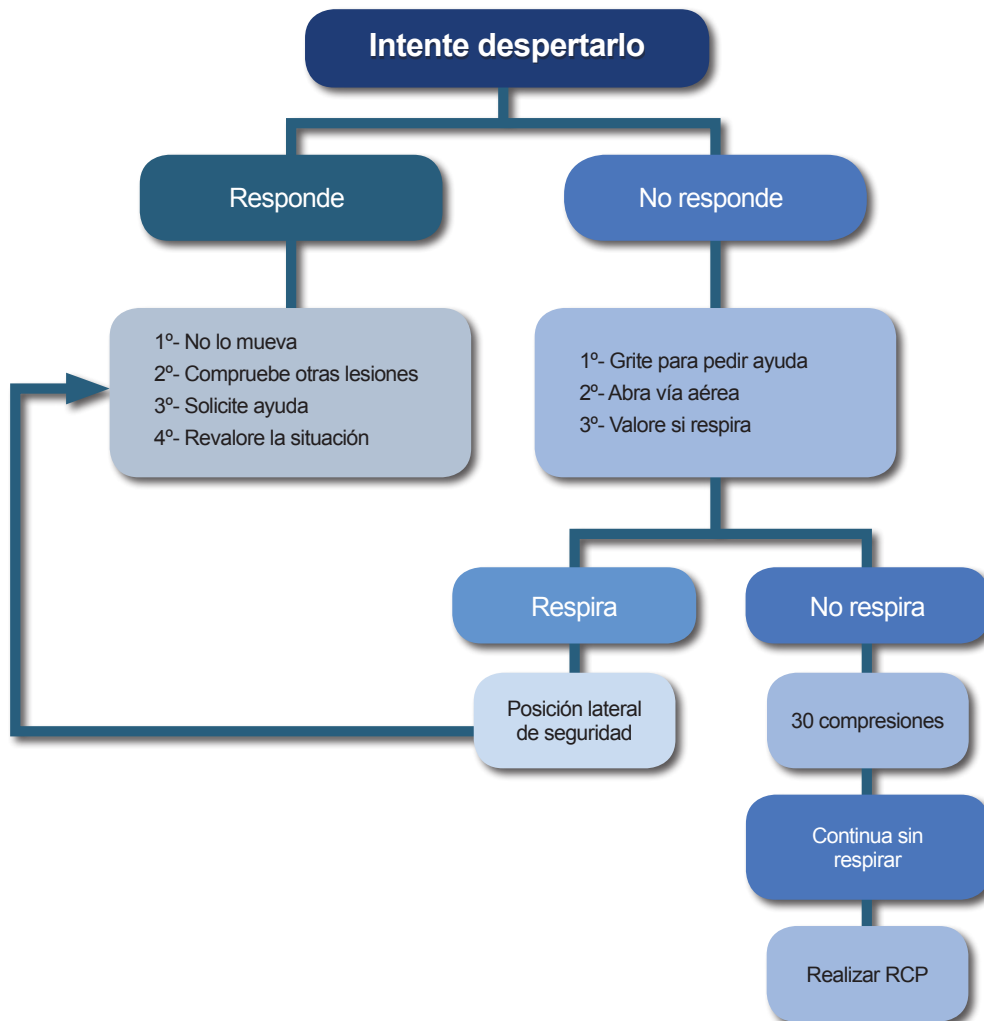 Intente despertarlo
Responde
No responde
1º- No lo mueva
2º- Compruebe otras lesiones
3º- Solicite ayuda
4º- Revalore la situación
1º- Grite para pedir ayuda
2º- Abra vía aérea
3º- Valore si respira
Respira
No respira
Posición lateral
de seguridad
30 compresiones
Continua sin
respirar
Realizar RCP